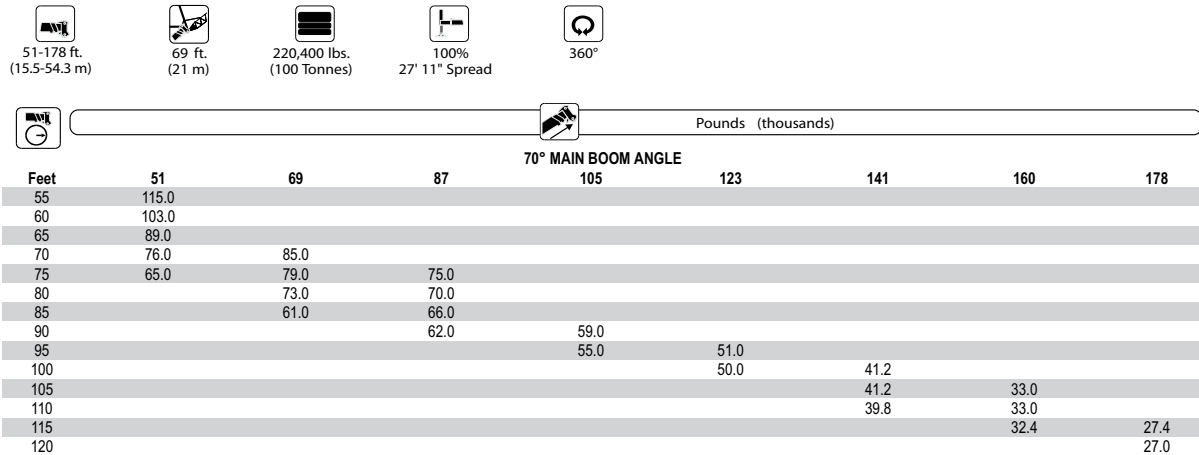 51-178 ft. 69 ft. 220,400 lbs. 100% 360°
(15.5-54.3 m) (21 m) (100 Tonnes) 27' 11" Spread
Pounds (thousands)
70° MAIN BOOM ANGLE
Feet 51 69 87 105 123 141 160 178
55 115.0
60 103.0
65 89.0
70 76.0 85.0
75 65.0 79.0 75.0
80 73.0 70.0
85 61.0 66.0
90 62.0 59.0
95 55.0 51.0
100 50.0 41.2
105 41.2 33.0
110 39.8 33.0
115 32.4 27.4
120 27.0